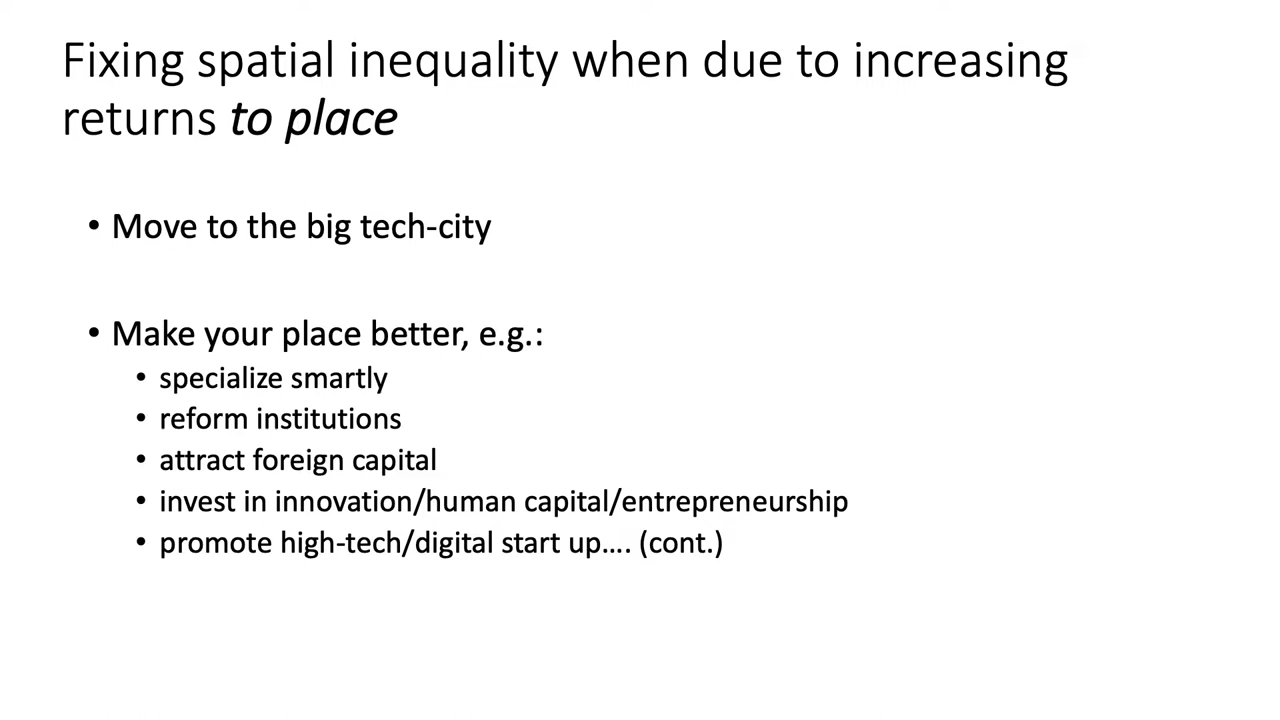 Fixing spatial inequality when due to increasing
returns to place
• Move to the big tech-city
• Make your place better, e.g.:
• specialize smartly
• reform institutions
• attract foreign capital
• invest in innovation/human capital/entrepreneurship
• promote high-tech/digital start up…. (cont.)